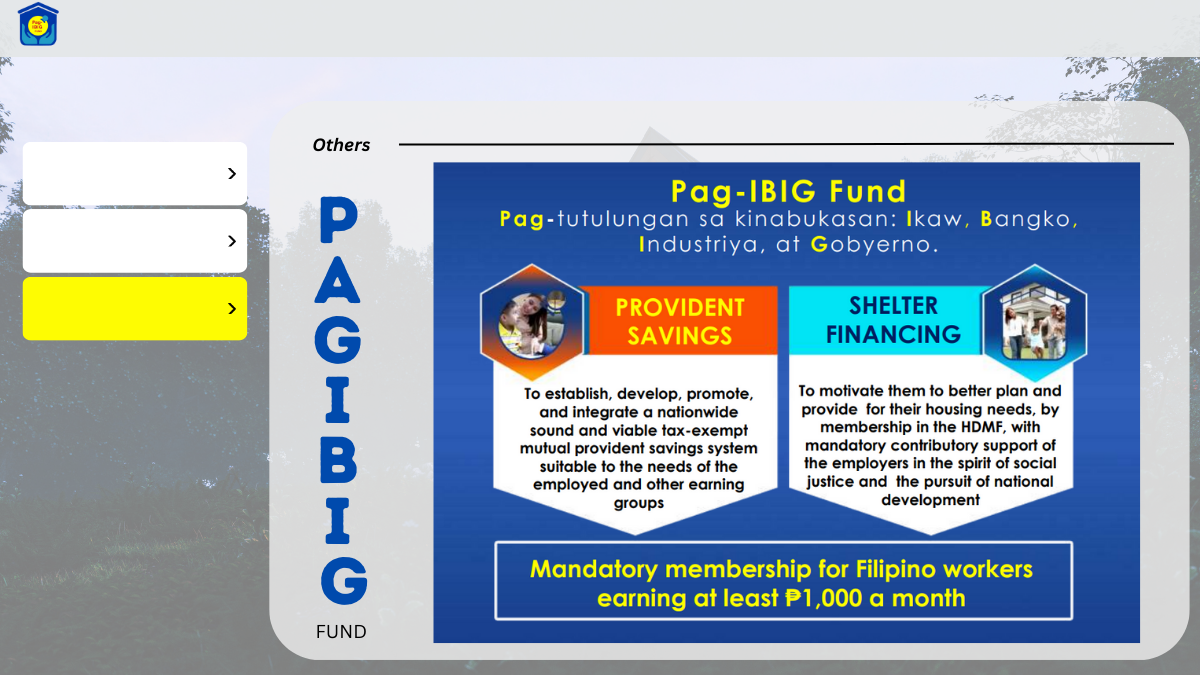 Pag-
IBIG
Others
P
A
G
I
B
I
G
FUND
Pag-IBIG Fund
Pag-tutulungan sa kinabukasan: Ikaw, Bangko,
Industriya, at Gobyerno.
PROVIDENT
SAVINGS
To establish, develop, promote,
and integrate a nationwide
sound and viable tax-exempt
mutual provident savings system
suitable to the needs of the
employed and other earning
groups
SHELTER
FINANCING
To motivate them to better plan and
provide for their housing needs, by
membership in the HDMF, with
mandatory contributory support of
the employers in the spirit of social
justice and the pursuit of national
development
Mandatory membership for Filipino workers
earning at least ₱1,000 a month